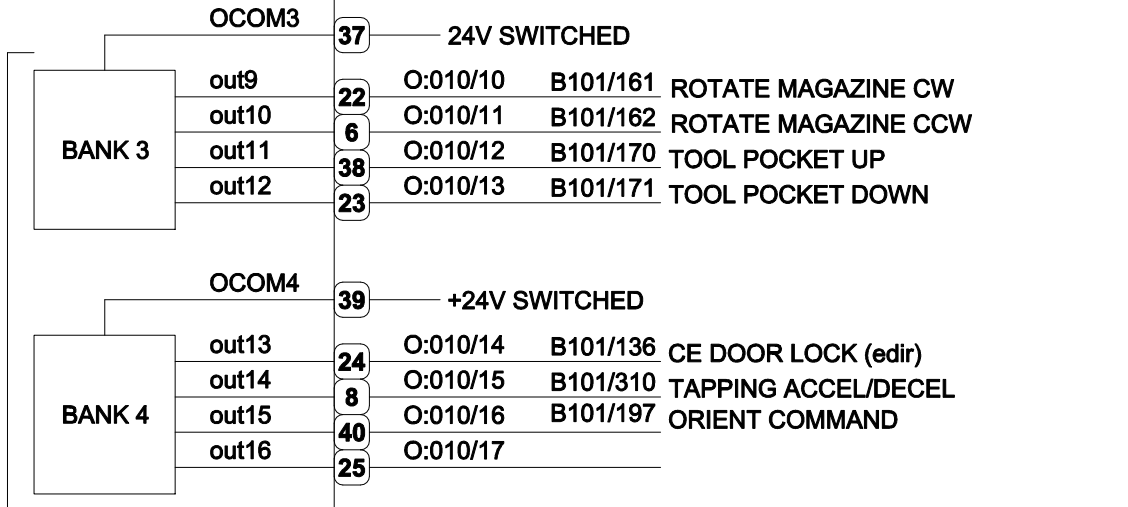 OCOM3
37 24V SWITCHED
out9 22 O:010/10 B101/161 ROTATE MAGAZINE CW
out10 6 O:010/11 B101/162 ROTATE MAGAZINE CCW
BANK 3
out11 38 O:010/12 B101/170 TOOL POCKET UP
out12 23 O:010/13 B101/171 TOOL POCKET DOWN
OCOM4
39 +24V SWITCHED
out13 24 O:010/14 B101/136 CE DOOR LOCK (edir)
out14 8 O:010/15 B101/310 TAPPING ACCEL/DECEL
BANK 4
out15 40 O:010/16 B101/197 ORIENT COMMAND
out16 25 O:010/17